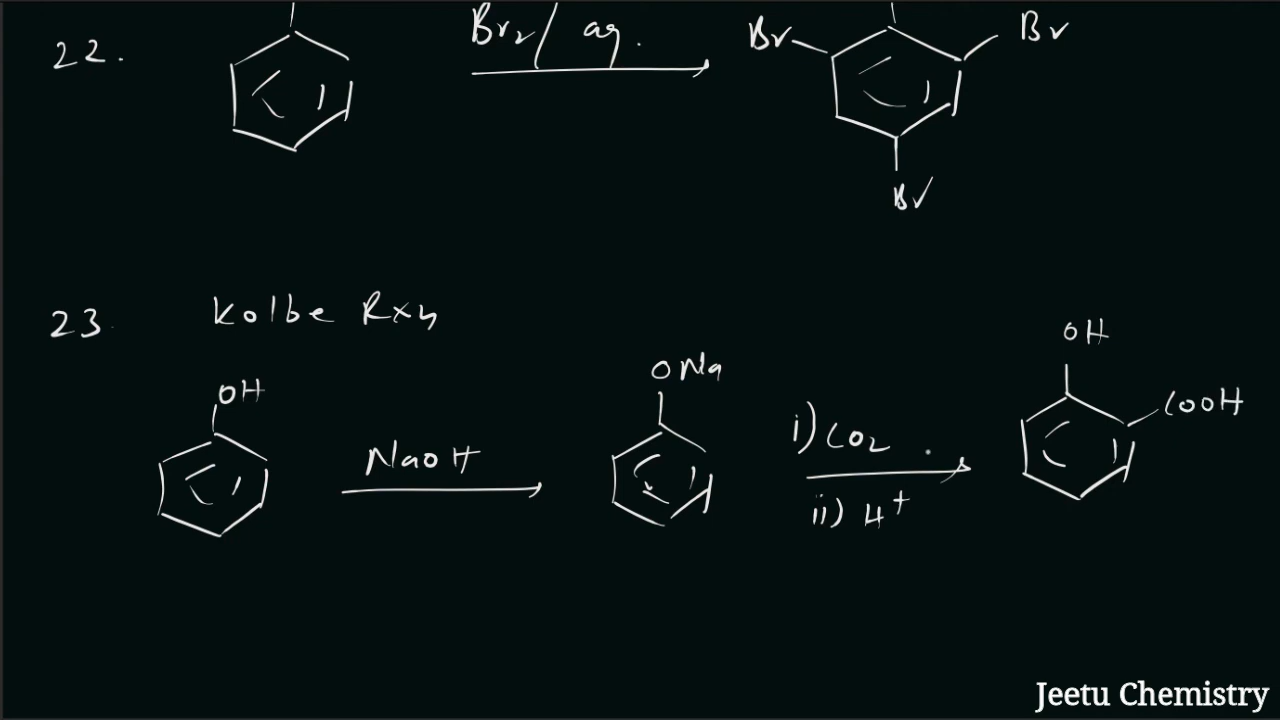 22.
Br₂/ aq.
Br
Br
Br
23.
Kolbe Rxn
OH
NaOH
ONa
i) CO₂
ii) H⁺
OH
COOH
Jeetu Chemistry